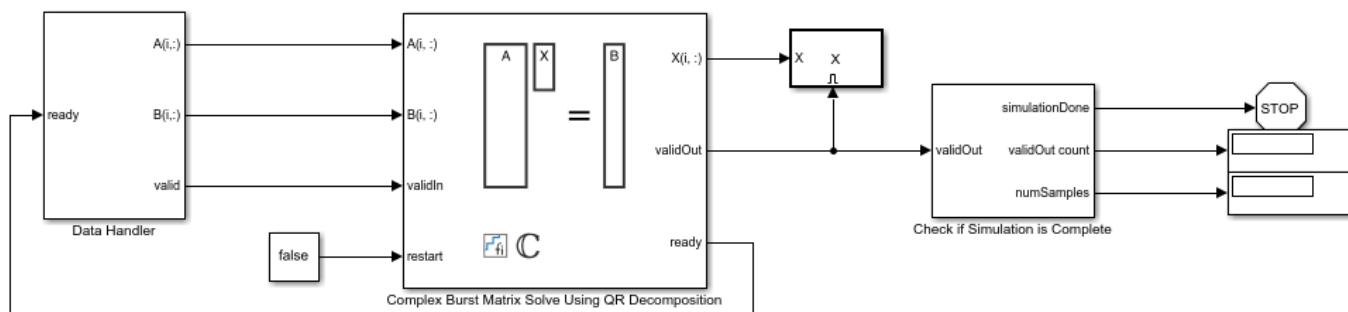 ready
A(i,:)
B(i,:)
valid
Data Handler
false
A(i, :)
B(i, :)
validIn
restart
A
X
=
B
fi
ℂ
X(i, :)
validOut
ready
Complex Burst Matrix Solve Using QR Decomposition
X
X
validOut
simulationDone
validOut count
numSamples
Check if Simulation is Complete
STOP